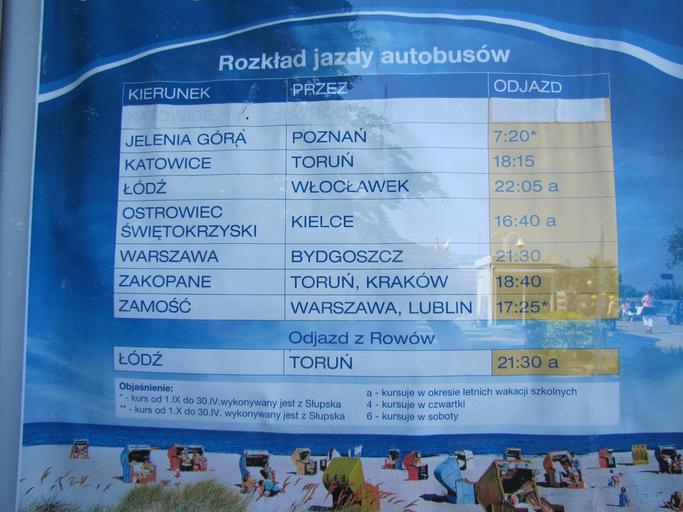 Rozkład jazdy autobusów
KIERUNEK PRZEZ ODJAZD
KATOWICE
JELENIA GÓRA POZNAŃ 7:20*
KATOWICE TORUŃ 18:15
ŁÓDŹ WŁOCŁAWEK 22:05 a
OSTROWIEC
ŚWIĘTOKRZYSKI KIELCE 16:40 a
WARSZAWA BYDGOSZCZ 21:30
ZAKOPANE TORUŃ, KRAKÓW 18:40
ZAMOŚĆ WARSZAWA, LUBLIN 17:25*
Odjazd z Rowów
ŁÓDŹ TORUŃ 21:30 a
Objaśnienie:
* - kurs od 1.IX do 30.IV.wykonywany jest z Słupska
** - kurs od 1.X do 30.IV. wykonywany jest z Słupska
a - kursuje w okresie letnich wakacji szkolnych
4 - kursuje w czwartki
6 - kursuje w soboty